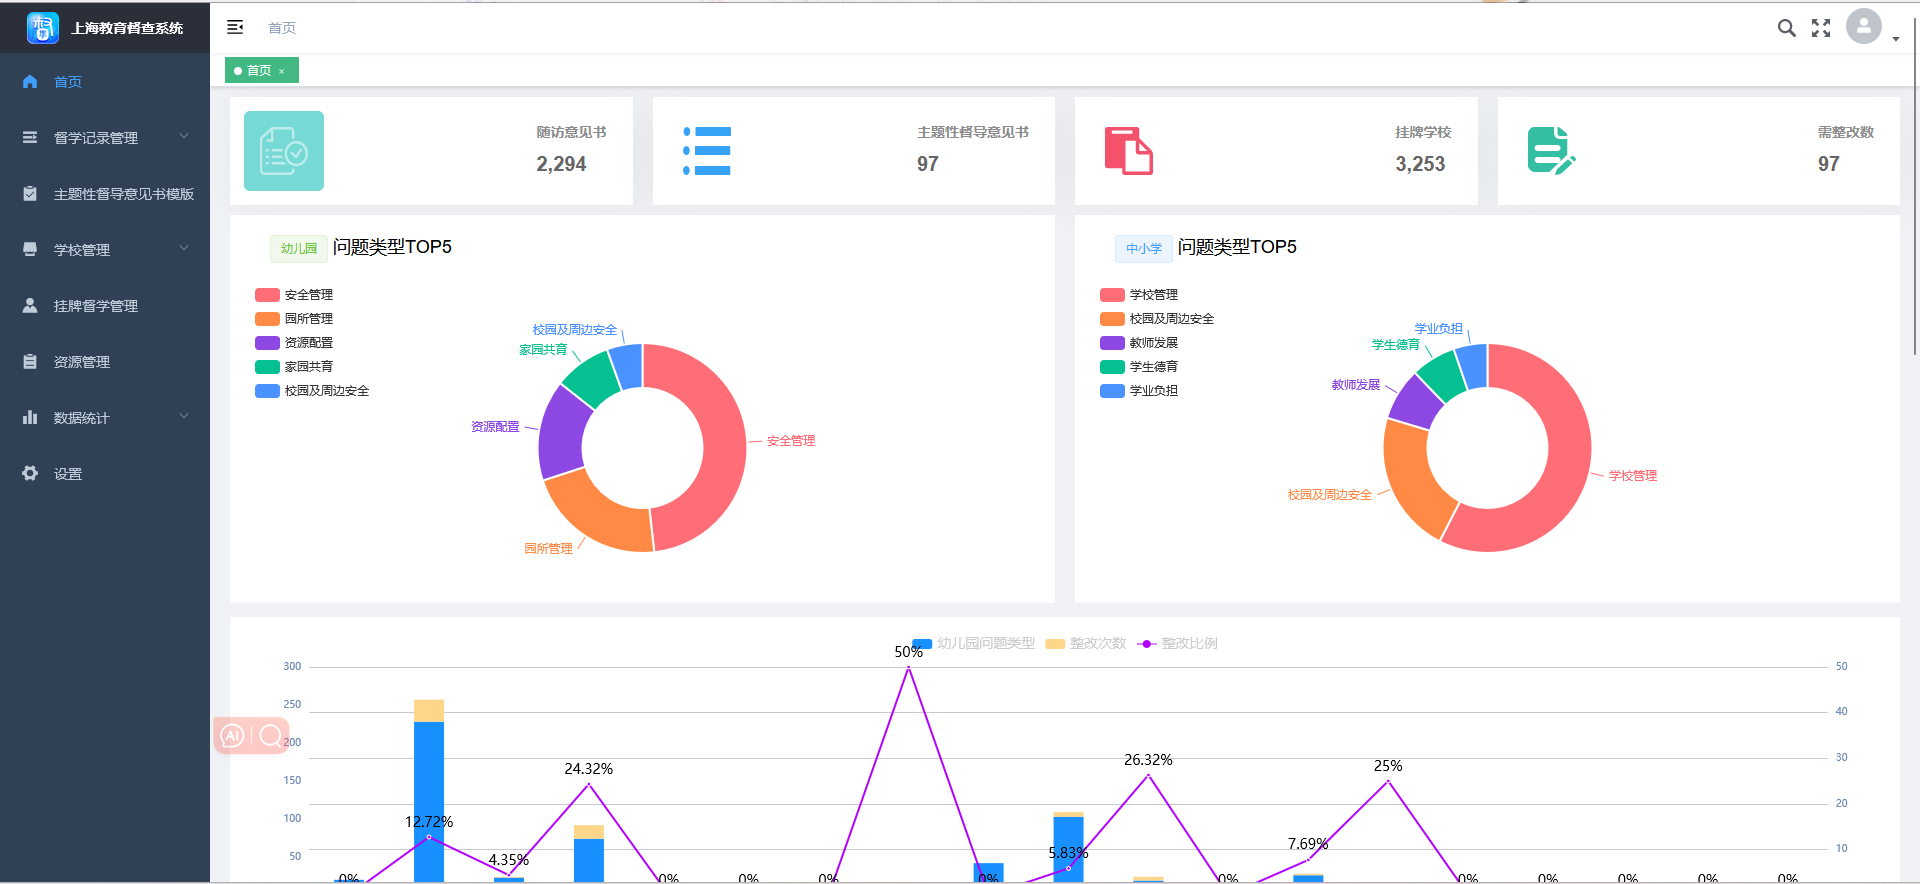 上海教育督查系统
首页
首页
督学记录管理
主题性督导意见书模版
学校管理
挂牌督学管理
资源管理
数据统计
设置
首页 ×
随访意见书
2,294
主题性督导意见书
97
挂牌学校
3,253
需整改数
97
幼儿园 问题类型TOP5
安全管理
园所管理
资源配置
家园共育
校园及周边安全
校园及周边安全
家园共育
资源配置
安全管理
园所管理
中小学 问题类型TOP5
学校管理
校园及周边安全
教师发展
学生德育
学业负担
学业负担
学生德育
教师发展
学校管理
校园及周边安全
幼儿园问题类型 整改次数 整改比例
300
250
200
150
100
50
50
40
30
20
10
0%
12.72%
4.35%
24.32%
0%
0%
0%
50%
0%
5.83%
26.32%
0%
7.69%
25%
0%
0%
0%
0%
0%
AI